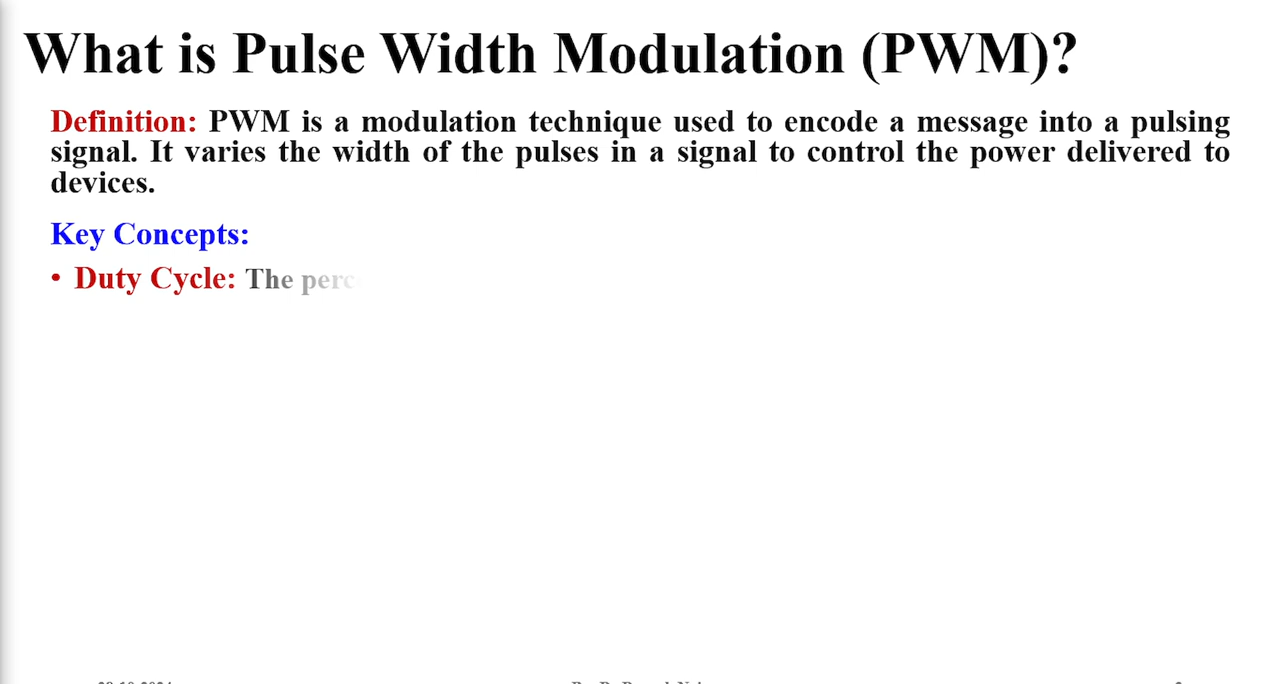 What is Pulse Width Modulation (PWM)?
Definition: PWM is a modulation technique used to encode a message into a pulsing
signal. It varies the width of the pulses in a signal to control the power delivered to
devices.
Key Concepts:
• Duty Cycle: The perc